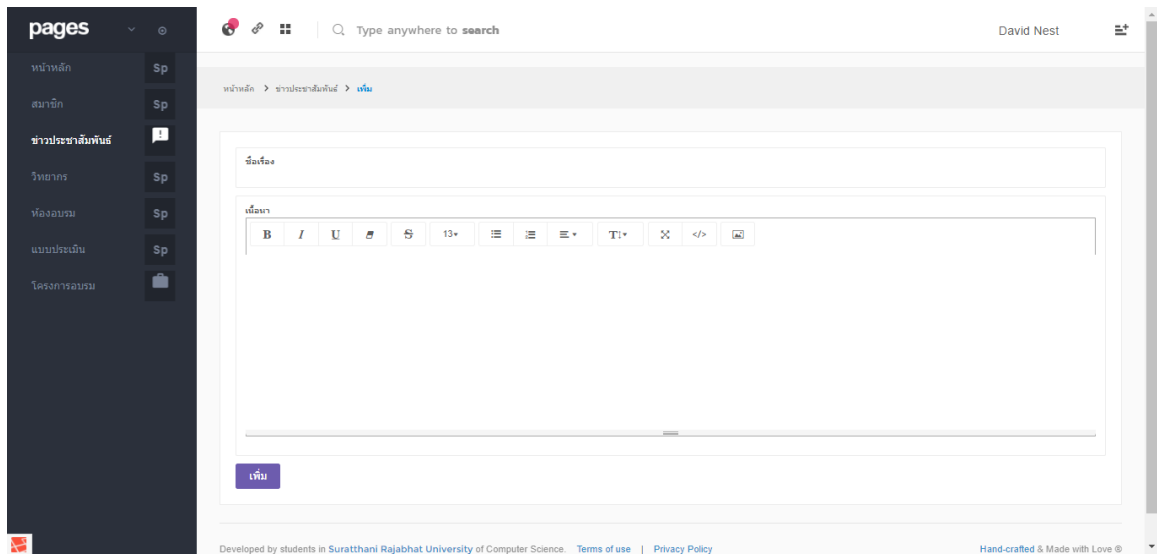 pages
Type anywhere to search
David Nest
หน้าหลัก Sp
สมาชิก Sp
ข่าวประชาสัมพันธ์
วิทยากร Sp
ห้องอบรม Sp
แบบประเมิน Sp
โครงการอบรม
หน้าหลัก > ข่าวประชาสัมพันธ์ > เพิ่ม
ชื่อเรื่อง
เนื้อหา
B I U S 13 T </>
เพิ่ม
Developed by students in Suratthani Rajabhat University of Computer Science. Terms of use | Privacy Policy
Hand-crafted & Made with Love ®